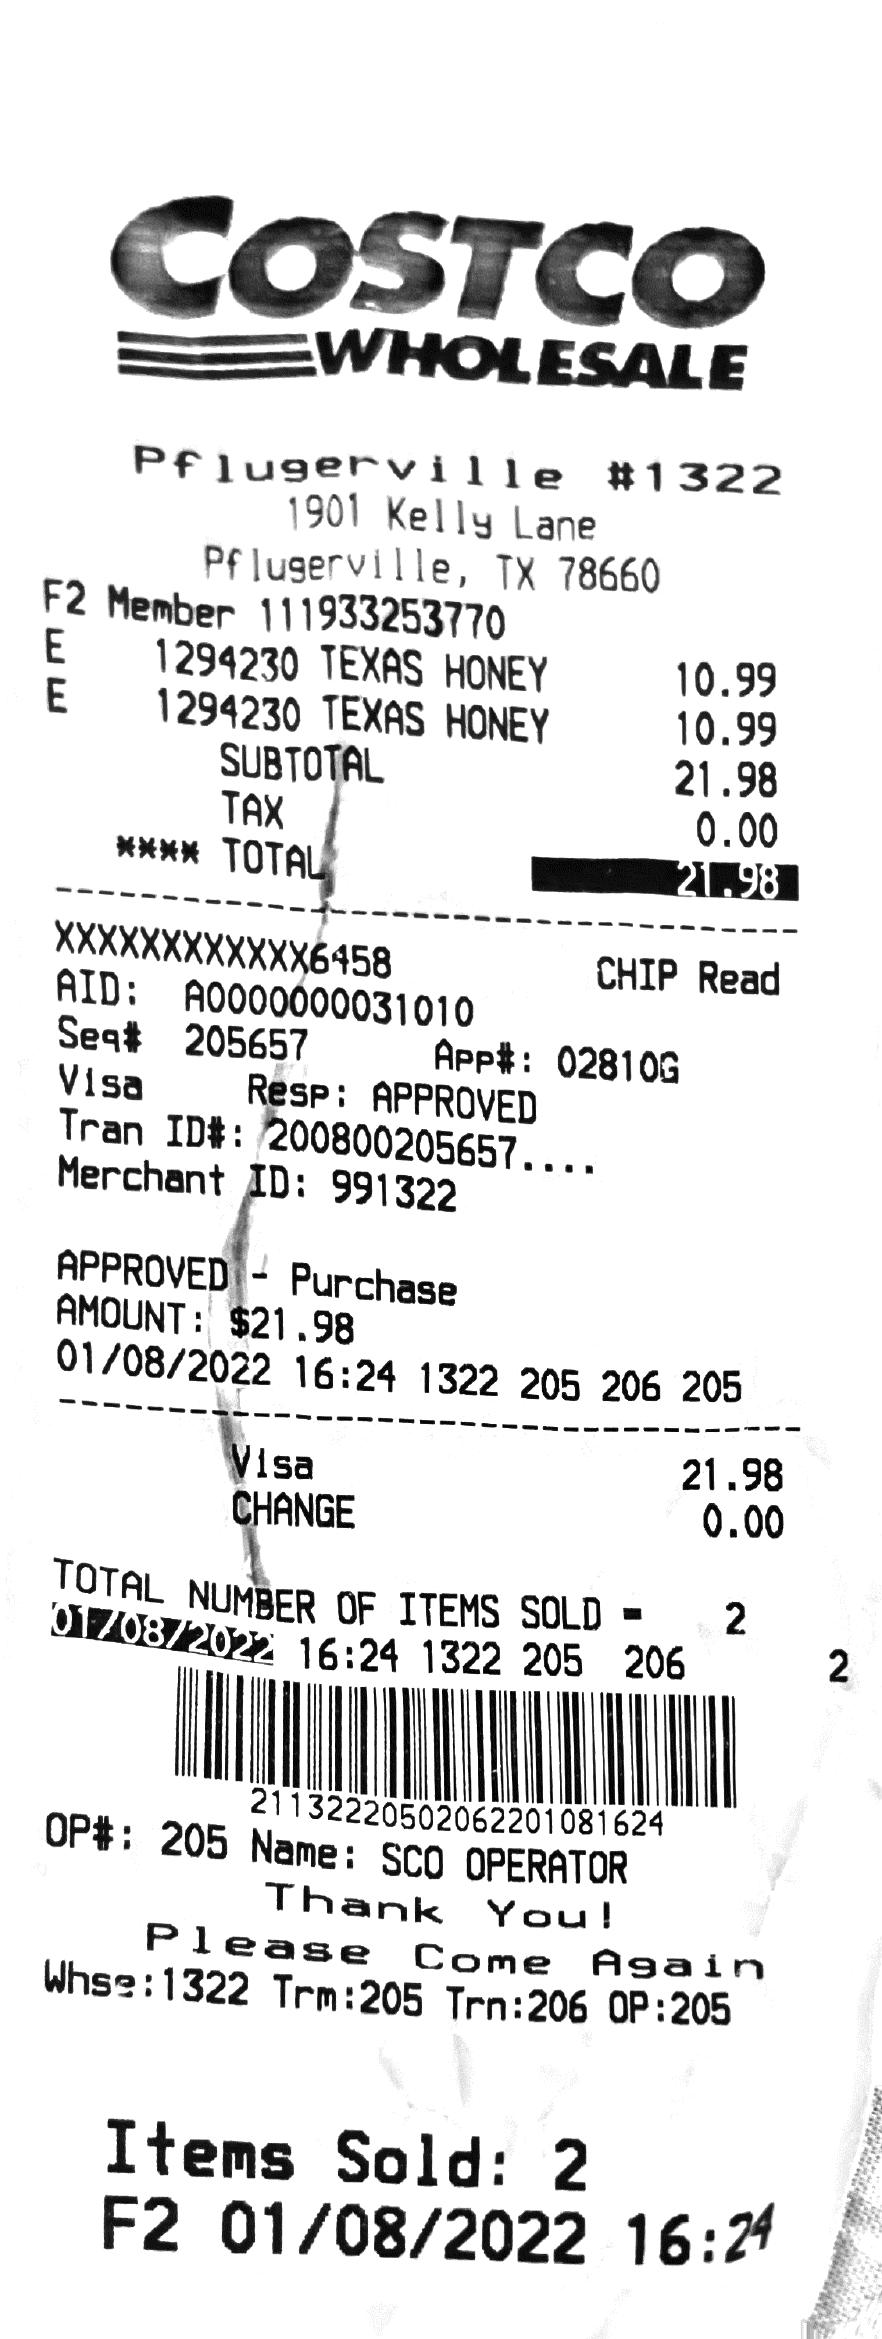 COSTCO
WHOLESALE
Pflugerville #1322
1901 Kelly Lane
Pflugerville, TX 78660
F2 Member 111933253770
E 1294230 TEXAS HONEY 10.99
E 1294230 TEXAS HONEY 10.99
SUBTOTAL 21.98
TAX 0.00
**** TOTAL 21.98
XXXXXXXXXXXX6458 CHIP Read
AID: A0000000031010
Seq# 205657 App#: 02810G
Visa Resp: APPROVED
Tran ID#: 200800205657....
Merchant ID: 991322
APPROVED - Purchase
AMOUNT: $21.98
01/08/2022 16:24 1322 205 206 205
Visa 21.98
CHANGE 0.00
TOTAL NUMBER OF ITEMS SOLD = 2
01/08/2022 16:24 1322 205 206 2
21132220502062201081624
OP#: 205 Name: SCO OPERATOR
Thank You!
Please Come Again
Whse:1322 Trm:205 Trn:206 OP:205
Items Sold: 2
F2 01/08/2022 16:24